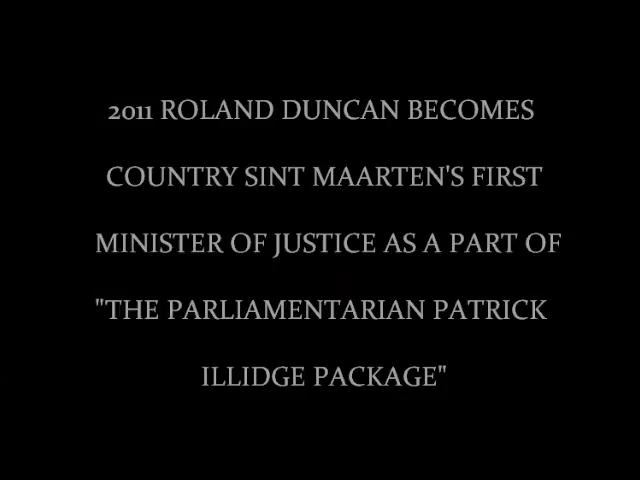 2011 ROLAND DUNCAN BECOMES
COUNTRY SINT MAARTEN'S FIRST
MINISTER OF JUSTICE AS A PART OF
"THE PARLIAMENTARIAN PATRICK
ILLIDGE PACKAGE"